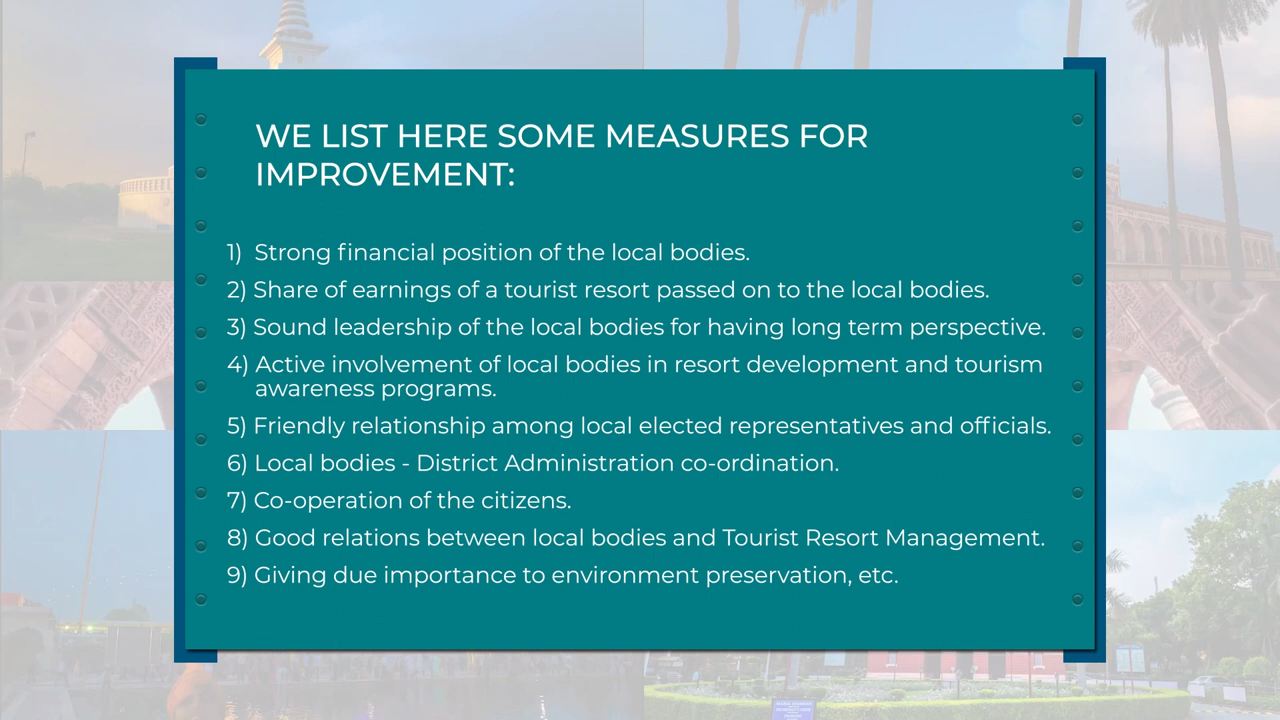 WE LIST HERE SOME MEASURES FOR
IMPROVEMENT:
1) Strong financial position of the local bodies.
2) Share of earnings of a tourist resort passed on to the local bodies.
3) Sound leadership of the local bodies for having long term perspective.
4) Active involvement of local bodies in resort development and tourism
awareness programs.
5) Friendly relationship among local elected representatives and officials.
6) Local bodies - District Administration co-ordination.
7) Co-operation of the citizens.
8) Good relations between local bodies and Tourist Resort Management.
9) Giving due importance to environment preservation, etc.